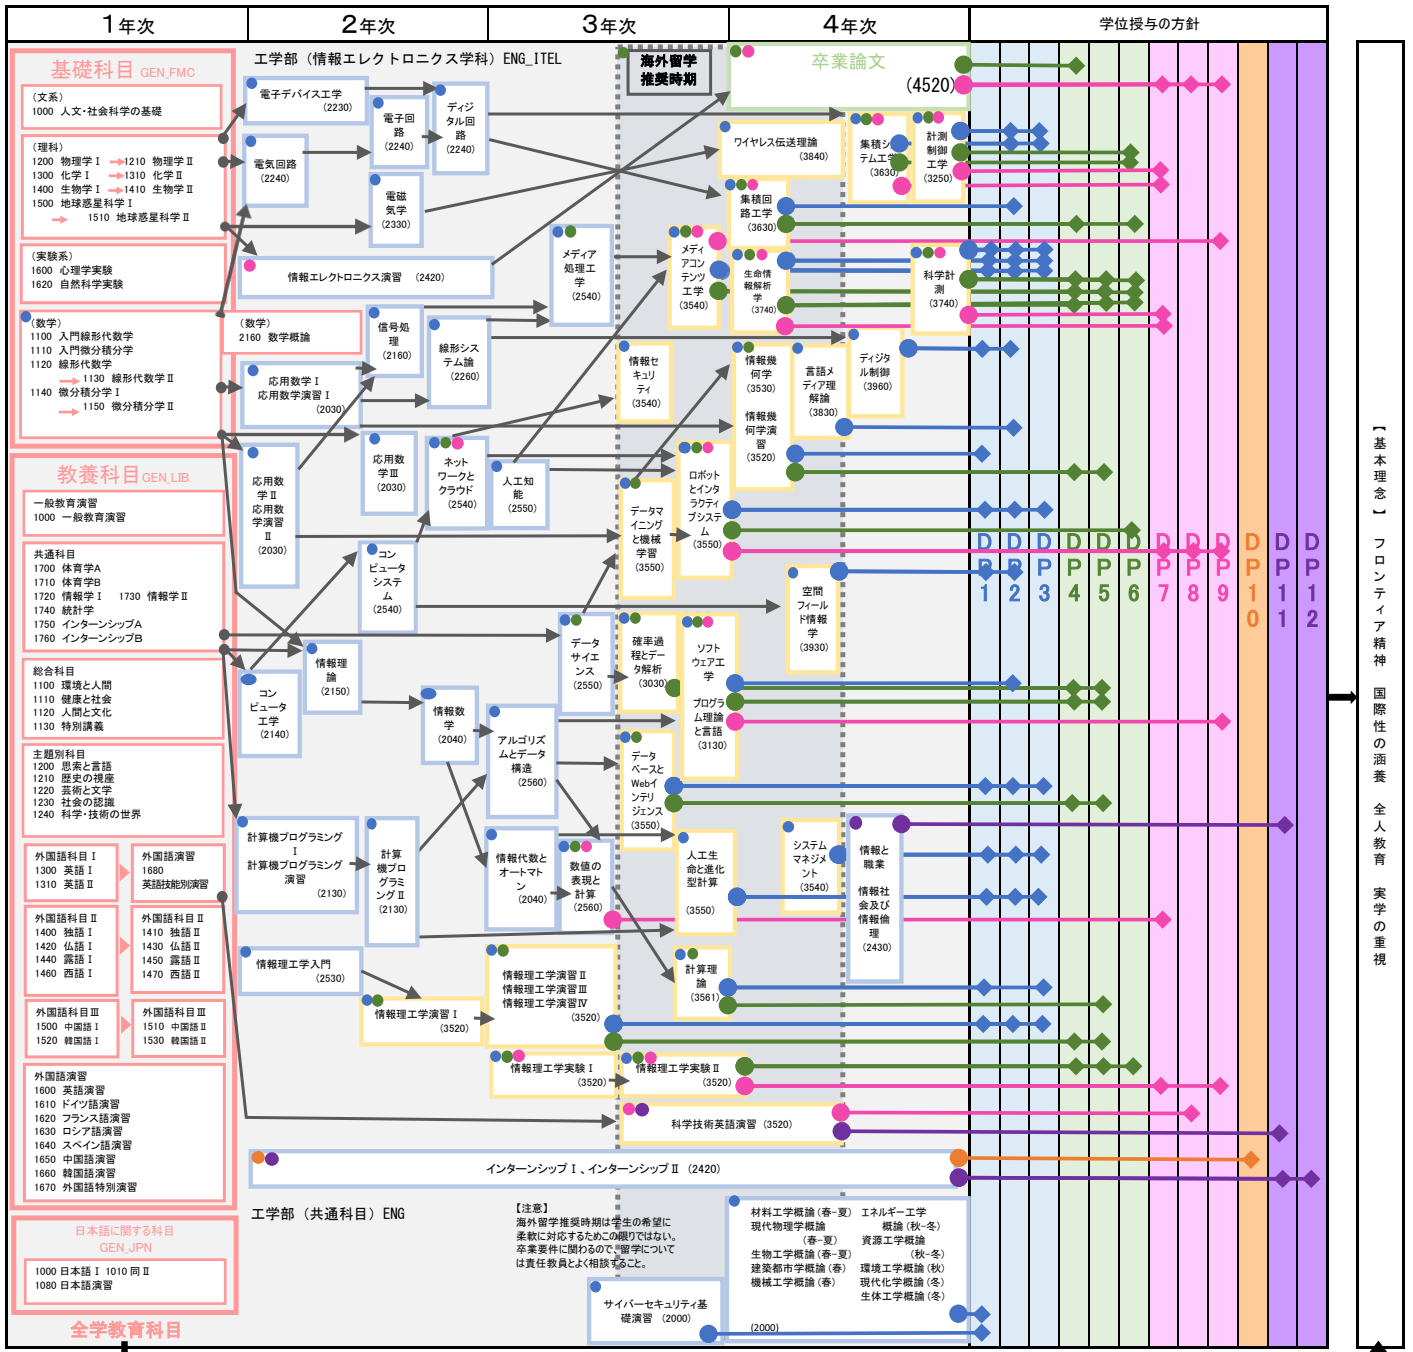 １年次
２年次
３年次
４年次
学位授与の方針
基礎科目 GEN_FMC
(文系)
1000 人文・社会科学の基礎
(理科)
1200 物理学Ⅰ
1210 物理学Ⅱ
1300 化学Ⅰ
1310 化学Ⅱ
1400 生物学Ⅰ
1410 生物学Ⅱ
1500 地球惑星科学Ⅰ
1510 地球惑星科学Ⅱ
(実験系)
1600 心理学実験
1620 自然科学実験
(数学)
1100 入門線形代数学
1110 入門微積分学
1120 線形代数学
1130 線形代数学Ⅱ
1140 微分積分学Ⅰ
1150 微分積分学Ⅱ
(数学)
2160 数学概論
教養科目 GEN_LIB
一般教育演習
1000 一般教育演習
共通科目
1700 体育学A
1710 体育学B
1720 情報学Ⅰ 1730 情報学Ⅱ
1740 統計学
1750 インターンシップA
1760 インターンシップB
総合科目
1100 環境と人間
1110 健康と社会
1120 人間と文化
1130 特別講義
主題別科目
1200 思索と言語
1210 歴史の視座
1220 芸術と文学
1230 社会の認識
1240 科学・技術の世界
外国語科目Ⅰ
1300 英語Ⅰ
1310 英語Ⅱ
外国語演習
1680
英語技能別演習
外国語科目Ⅱ
1400 独語Ⅰ
1420 仏語Ⅰ
1440 露語Ⅰ
1460 西語Ⅰ
外国語科目Ⅱ
1410 独語Ⅱ
1430 仏語Ⅱ
1450 露語Ⅱ
1470 西語Ⅱ
外国語科目Ⅲ
1500 中国語Ⅰ
1520 韓国語Ⅰ
外国語科目Ⅲ
1510 中国語Ⅱ
1530 韓国語Ⅱ
外国語演習
1600 英語演習
1610 ドイツ語演習
1620 フランス語演習
1630 ロシア語演習
1640 スペイン語演習
1650 中国語演習
1660 韓国語演習
1670 外国語特別演習
日本語に関する科目
GEN_JPN
1000 日本語Ⅰ 1010 同Ⅱ
1080 日本語演習
全学教育科目
工学部（情報エレクトロニクス学科）ENG_ITEL
海外留学
推奨時期
卒業論文
(4520)
電子デバイス工学
(2230)
電子回
路
(2240)
ディジ
タル回
路
(2240)
電気回路
(2240)
電磁
気学
(2330)
情報エレクトロニクス演習 (2420)
ワイヤレス伝送理論
(3840)
集積シス
テム工学
(3630)
計測
制御
工学
(3250)
集積回
路工学
(3630)
メディア
処理工
学
(2540)
メディ
アコン
テンツ
工学
(3540)
生命情
報解析
学
(3740)
科学計
測
(3740)
信号処
理
(2160)
線形シス
テム論
(2260)
応用数学Ⅰ
応用数学演習Ⅰ
(2030)
情報セ
キュリ
ティ
(3540)
情報幾
何学
(3530)
情報幾
何学演
習
(3520)
言語メ
ディア理
解論
(3830)
ディジタ
ル制御
(3960)
応用数
学Ⅱ
応用数
学演習
Ⅱ
(2030)
応用数
学Ⅲ
(2030)
ネット
ワークと
クラウド
(2540)
人工知
能
(2550)
データマ
イニング
と機械
学習
(3550)
ロボット
とインタ
ラクティ
ブシステ
ム
(3550)
コン
ピュータ
システ
ム
(2540)
空間
フィール
ド情報
学
(3930)
情報理
論
(2150)
データ
サイエ
ンス
(2550)
確率過
程とデー
タ解析
(3030)
ソフト
ウェア工
学
プログラ
ム理論
と言語
(3130)
コン
ピュータ
工学
(2140)
情報数
学
(2040)
アルゴリズ
ムとデータ
構造
(2560)
データ
ベースと
Webイ
ンテリ
ジェンス
(3550)
計算機プログラミング
Ⅰ
計算機プログラミング
演習
(2130)
計算
機プロ
グラミ
ングⅡ
(2130)
情報代数と
オートマト
ン
(2040)
数値の
表現と
計算
(2560)
人工生
命と進化
型計算
(3550)
システム
マネジメ
ント
(3540)
情報と
職業
情報社
会及び
情報倫
理
(2430)
情報理工学入門
(2530)
情報理工学演習Ⅰ
(3520)
情報理工学演習Ⅱ
情報理工学演習Ⅲ
情報理工学演習Ⅳ
(3520)
計算理
論
(3561)
情報理工学実験Ⅰ
(3520)
情報理工学実験Ⅱ
(3520)
科学技術英語演習 (3520)
インターンシップⅠ、インターンシップⅡ (2420)
工学部（共通科目）ENG
【注意】
海外留学推奨時期は学生の希望に
柔軟に対応するためこの限りではない。
卒業要件に関わるので、留学について
は責任教員とよく相談すること。
サイバーセキュリティ基
礎演習 (2000)
材料工学概論(春-夏) エネルギー工学
現代物理学概論 概論(秋-冬)
(春-夏) 資源工学概論
生物工学概論(春-夏) (秋-冬)
建築都市学概論(春) 環境工学概論(秋)
機械工学概論(春) 現代化学概論(冬)
生体工学概論(冬)
(2000)
DP1
DP2
DP3
DP4
DP5
DP6
DP7
DP8
DP9
DP10
DP11
DP12
【基本理念】 フロンティア精神 国際性の涵養 全人教育 実学の重視